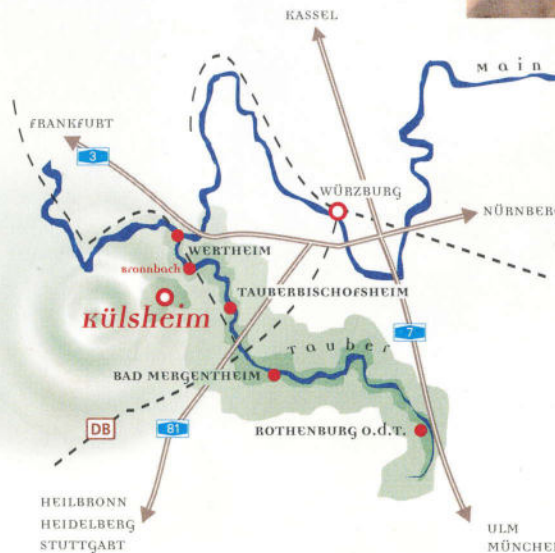 KASSEL
Main
FRANKFURT
3
WÜRZBURG
NÜRNBERG
WERTHEIM
Bronnbach
TAUBERBISCHOFSHEIM
Külsheim
7
Tauber
BAD MERGENTHEIM
DB
81
ROTHENBURG O.d.T.
HEILBRONN
HEIDELBERG
STUTTGART
ULM
MÜNCHEN